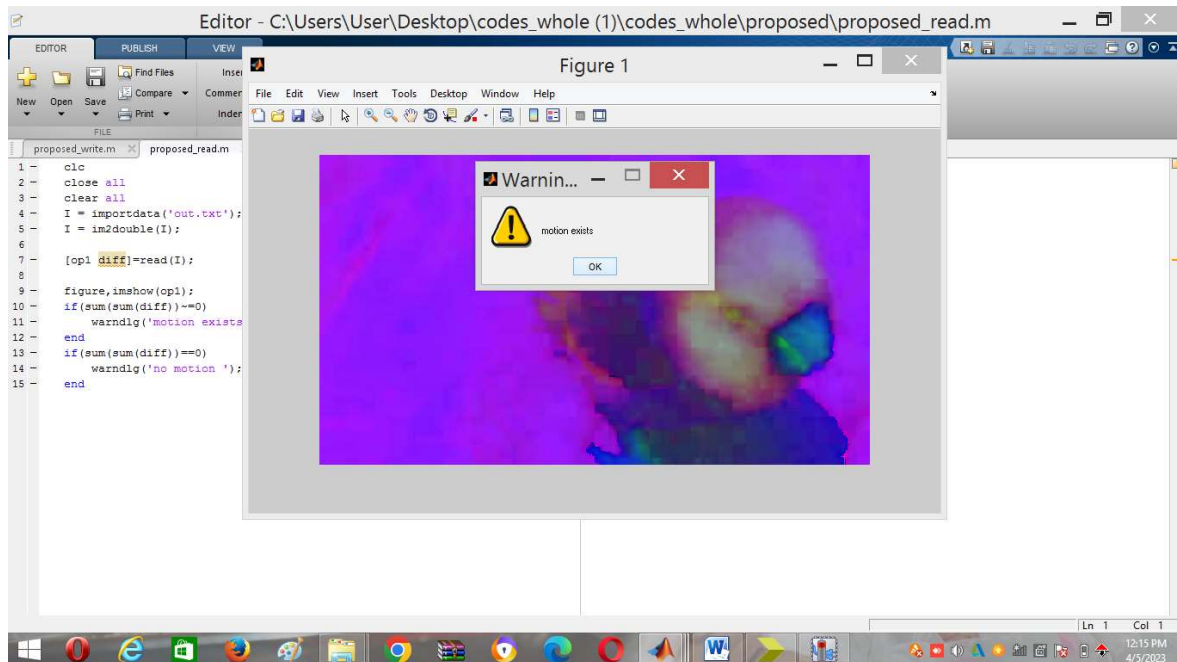 Editor - C:\Users\User\Desktop\codes_whole (1)\codes_whole\proposed\proposed_read.m
EDITOR PUBLISH VIEW
New Open Save
Find Files
Compare
Print
FILE
proposed_write.m proposed_read.m
1 - clc
2 - close all
3 - clear all
4 - I = importdata('out.txt');
5 - I = im2double(I);
6
7 - [op1 diff]=read(I);
8
9 - figure,imshow(op1);
10 - if(sum(sum(diff))~=0)
11 - warndlg('motion exists
12 - end
13 - if(sum(sum(diff))==0)
14 - warndlg('no motion ');
15 - end
Figure 1
File Edit View Insert Tools Desktop Window Help
Warnin...
motion exists
OK
Ln 1 Col 1
12:15 PM
4/5/2023